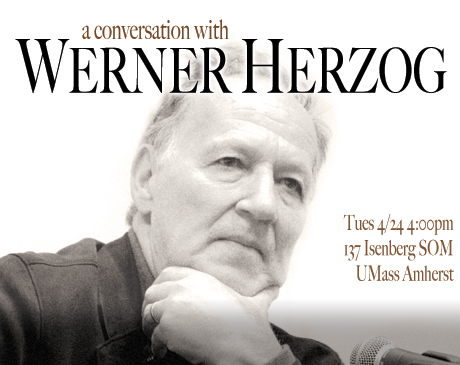 a conversation with
WERNER HERZOG
Tues 4/24 4:00pm
137 Isenberg SOM
UMass Amherst